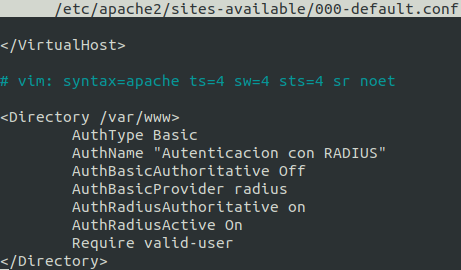 /etc/apache2/sites-available/000-default.conf
</VirtualHost>
# vim: syntax=apache ts=4 sw=4 sts=4 sr noet
<Directory /var/www>
AuthType Basic
AuthName "Autenticacion con RADIUS"
AuthBasicAuthoritative Off
AuthBasicProvider radius
AuthRadiusAuthoritative on
AuthRadiusActive On
Require valid-user
</Directory>